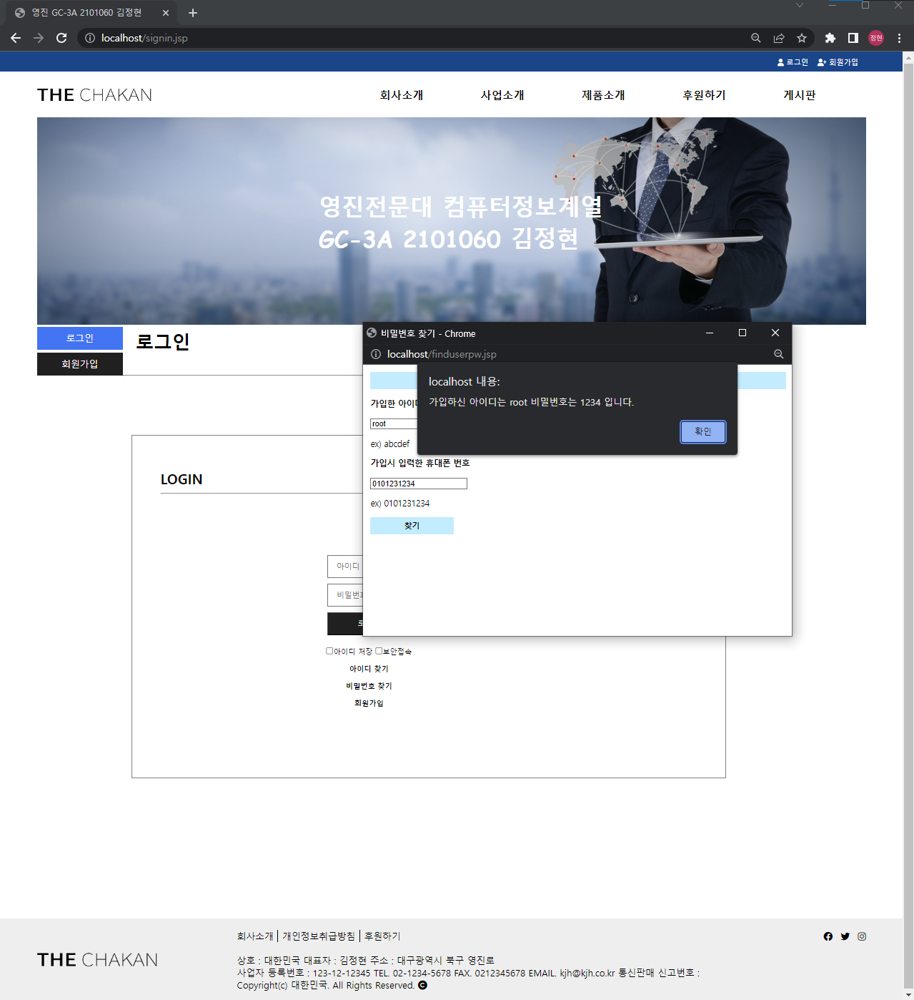 영진 GC-3A 2101060 김정현
localhost/signin.jsp
정현
로그인 회원가입
THE CHAKAN
회사소개 사업소개 제품소개 후원하기 게시판
영진전문대 컴퓨터정보계열
GC-3A 2101060 김정현
로그인
회원가입
로그인
비밀번호 찾기 - Chrome
localhost/finduserpw.jsp
localhost 내용:
가입하신 아이디는 root 비밀번호는 1234 입니다.
확인
가입한 아이디
root
ex) abcdef
가입시 입력한 휴대폰 번호
0101231234
ex) 0101231234
찾기
LOGIN
아이디
비밀번호
아이디 저장 보안접속
아이디 찾기
비밀번호 찾기
회원가입
회사소개 개인정보취급방침 후원하기
THE CHAKAN
상호 : 대한민국 대표자 : 김정현 주소 : 대구광역시 북구 영진로
사업자 등록번호 : 123-12-12345 TEL. 02-1234-5678 FAX. 0212345678 EMAIL. kjh@kjh.co.kr 통신판매 신고번호 :
Copyright(c) 대한민국. All Rights Reserved.